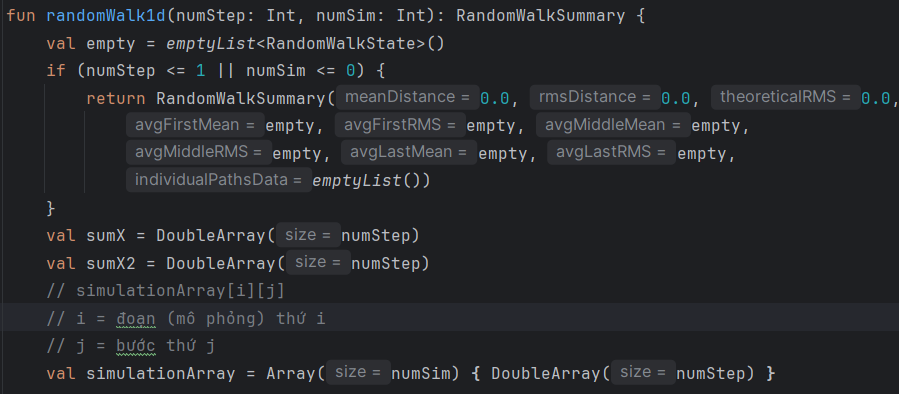 fun randomWalk1d(numStep: Int, numSim: Int): RandomWalkSummary {
    val empty = emptyList<RandomWalkState>()
    if (numStep <= 1 || numSim <= 0) {
        return RandomWalkSummary( meanDistance = 0.0, rmsDistance = 0.0, theoreticalRMS = 0.0,
            avgFirstMean = empty, avgFirstRMS = empty, avgMiddleMean = empty,
            avgMiddleRMS = empty, avgLastMean = empty, avgLastRMS = empty,
            individualPathsData = emptyList())
    }
    val sumX = DoubleArray( size = numStep)
    val sumX2 = DoubleArray( size = numStep)
    // simulationArray[i][j]
    // i = đoạn (mô phỏng) thứ i
    // j = bước thứ j
    val simulationArray = Array( size = numSim) { DoubleArray( size = numStep) }